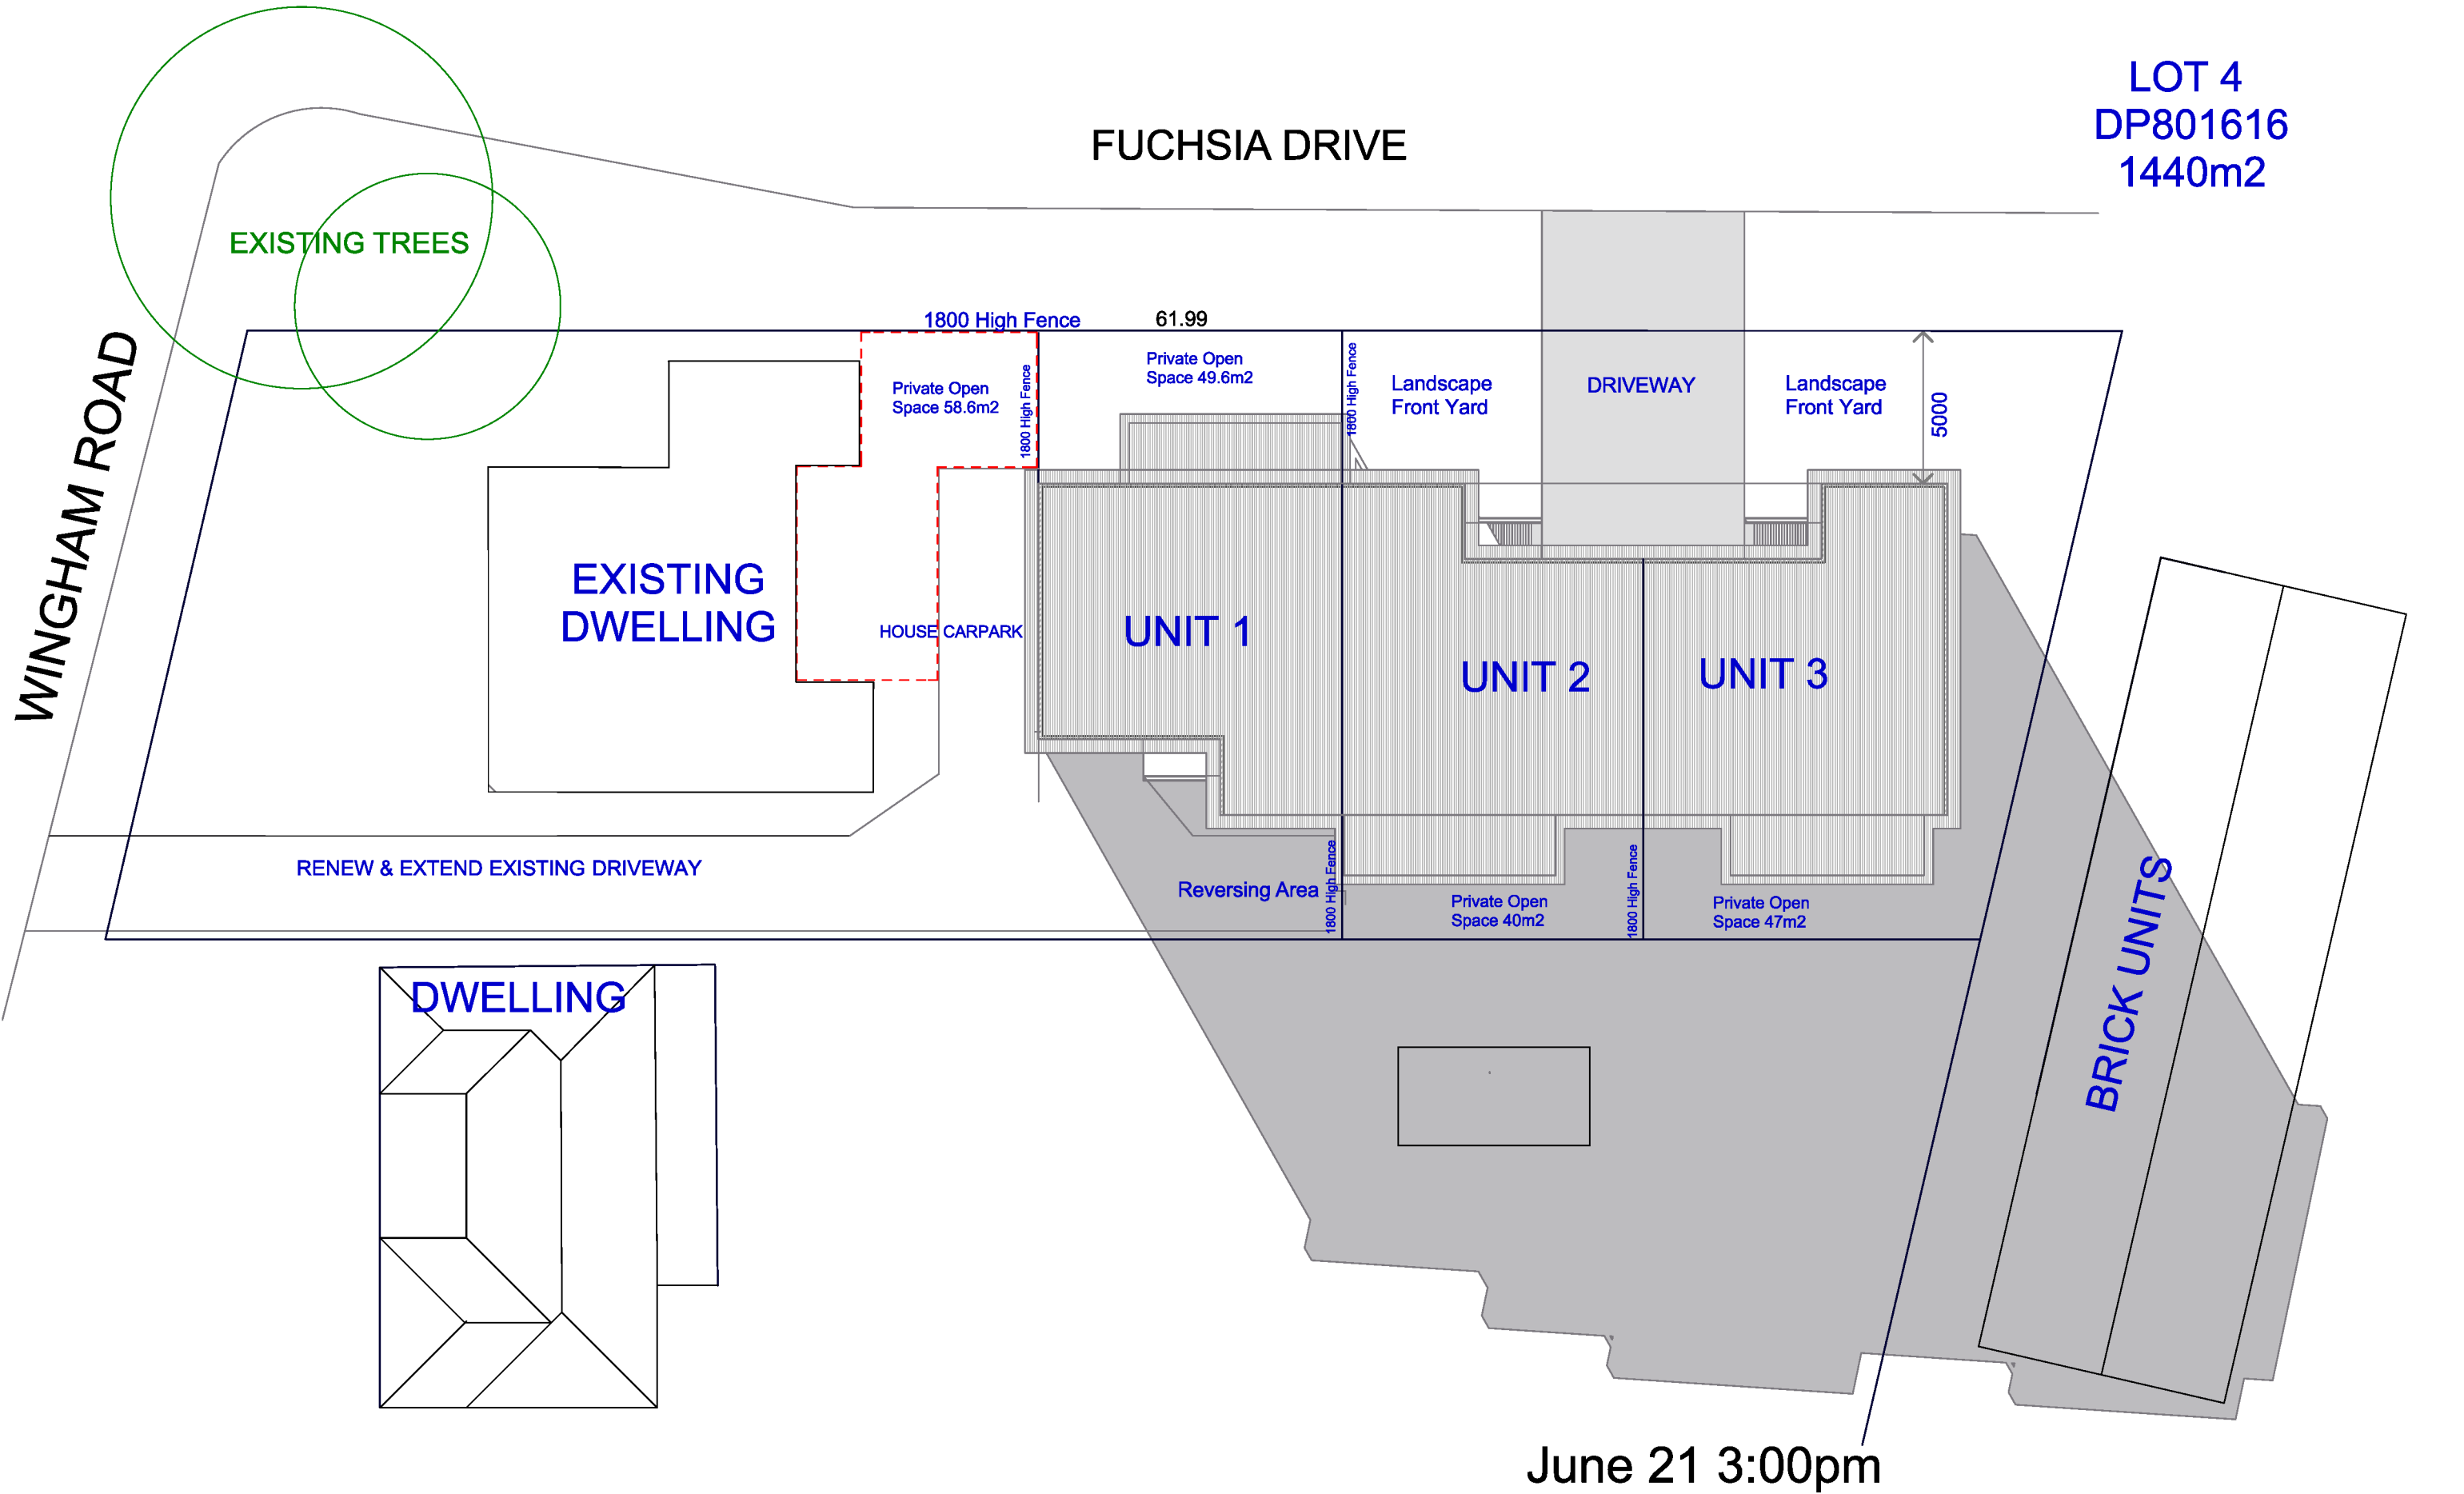 LOT 4
DP801616
1440m2
FUCHSIA DRIVE
EXISTING TREES
WINGHAM ROAD
1800 High Fence
61.99
Private Open
Space 58.6m2
1800 High Fence
Private Open
Space 49.6m2
1800 High Fence
Landscape
Front Yard
DRIVEWAY
Landscape
Front Yard
5000
EXISTING
DWELLING
HOUSE CARPARK
UNIT 1
UNIT 2
UNIT 3
RENEW & EXTEND EXISTING DRIVEWAY
Reversing Area
1800 High Fence
Private Open
Space 40m2
1800 High Fence
Private Open
Space 47m2
BRICK UNITS
DWELLING
June 21 3:00pm